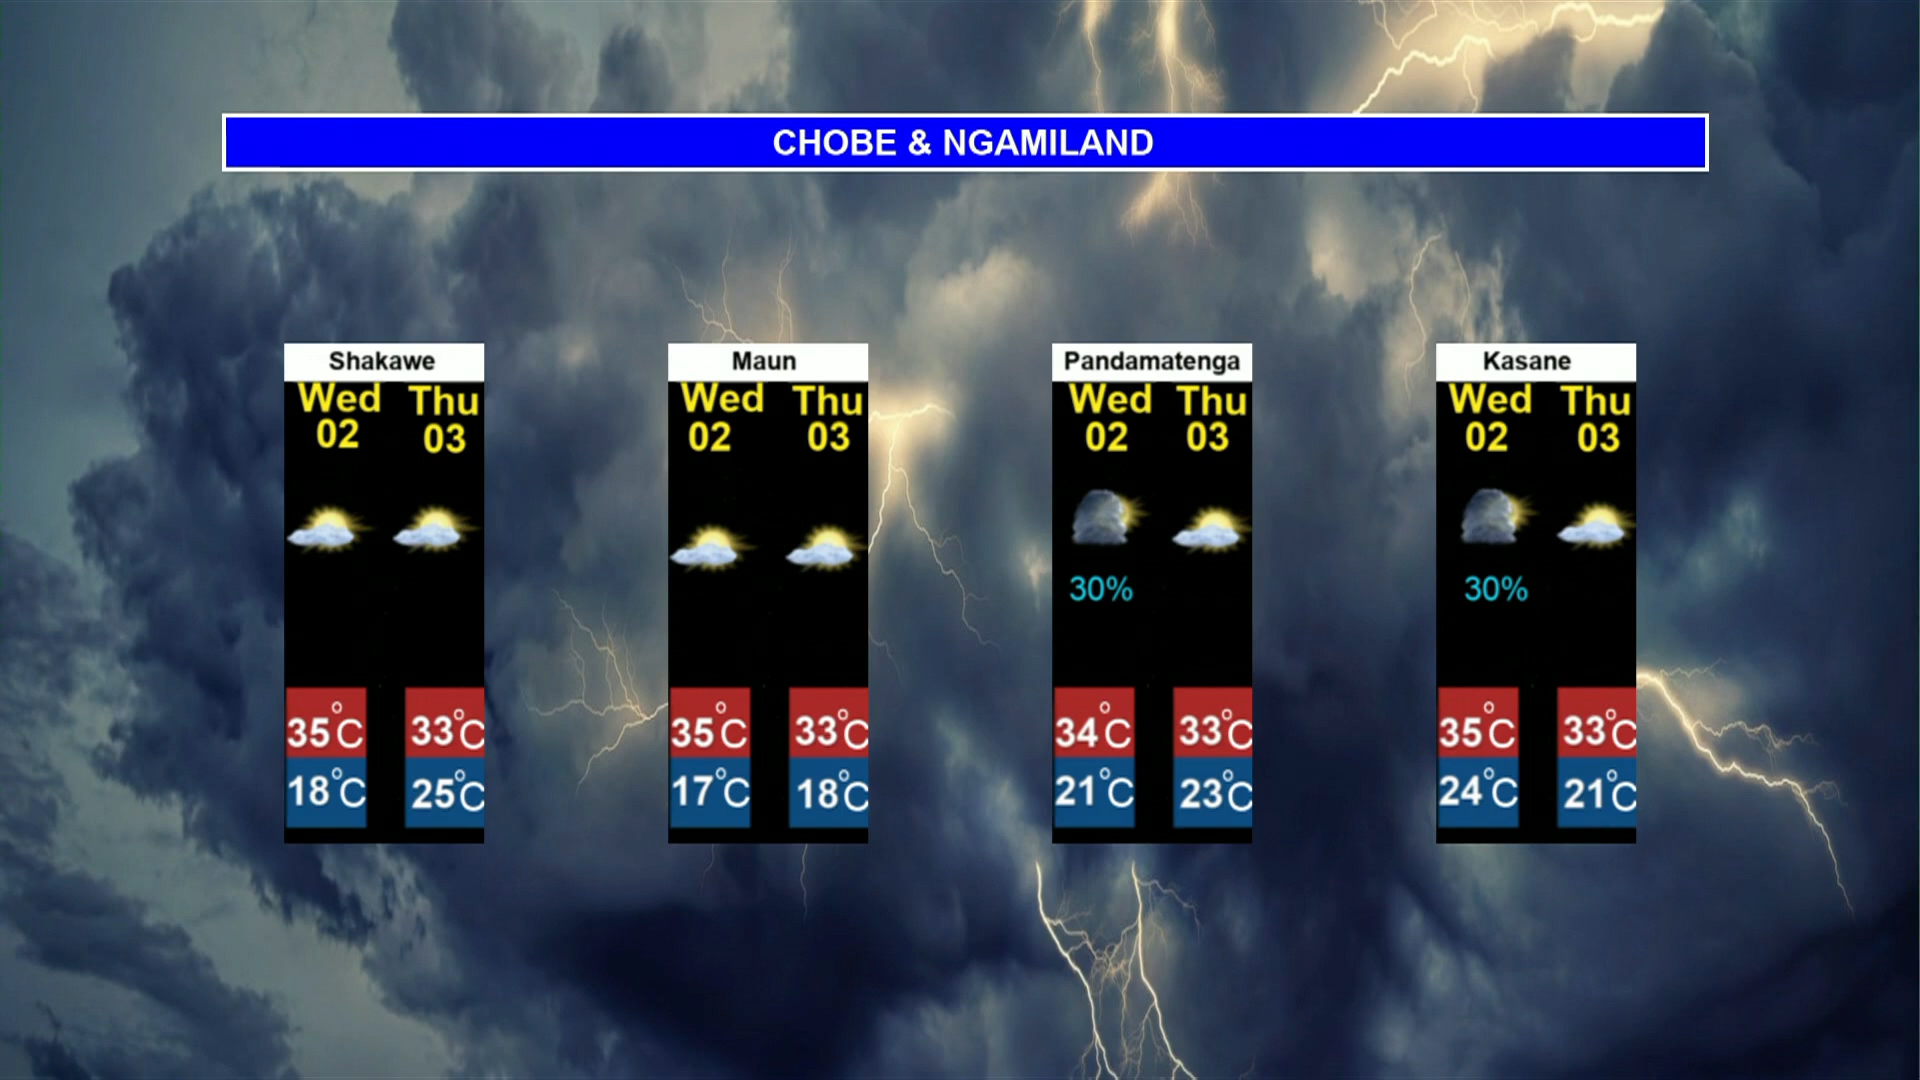 CHOBE & NGAMILAND
Shakawe
Wed Thu
02 03
35°C 33°C
18°C 25°C
Maun
Wed Thu
02 03
35°C 33°C
17°C 18°C
Pandamatenga
Wed Thu
02 03
30%
34°C 33°C
21°C 23°C
Kasane
Wed Thu
02 03
30%
35°C 33°C
24°C 21°C